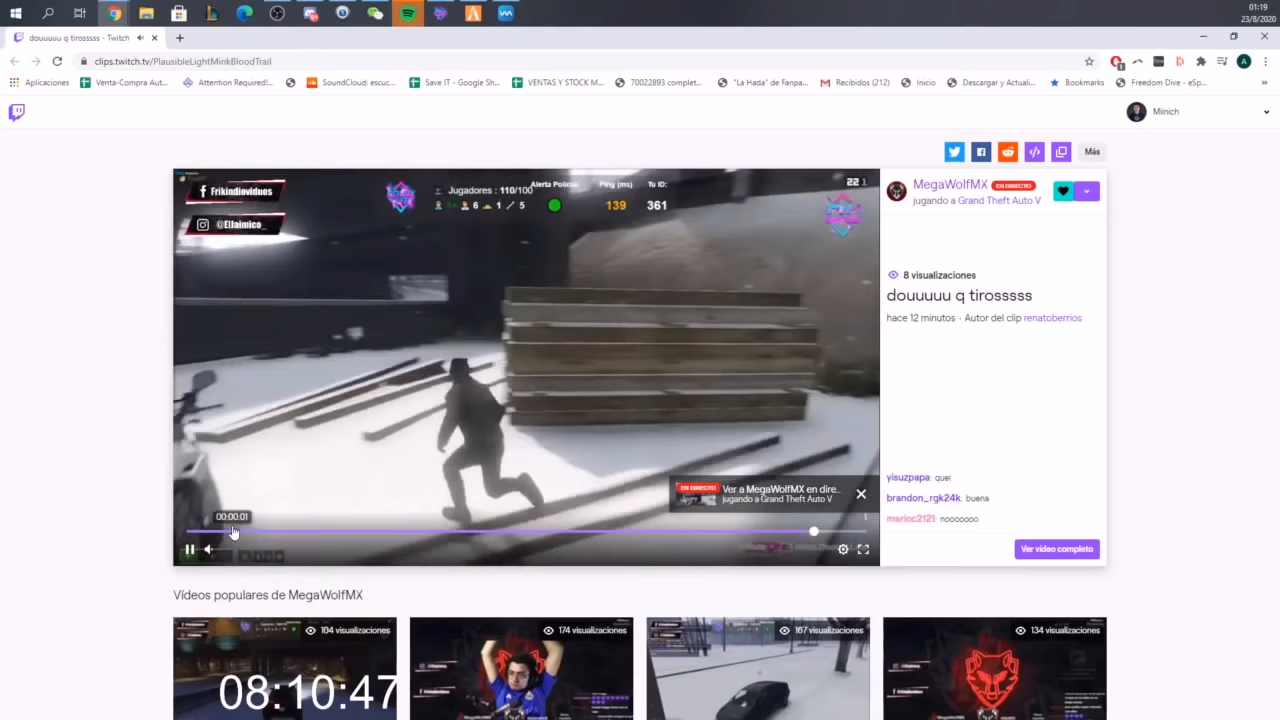 01:19
23/8/2020
douuuuu q tirosssss - Twitch
clips.twitch.tv/PlausibleLightMinkBloodTrail
Aplicaciones
Venta-Compra Aut...
Attention Required!...
SoundCloud: escuc...
Save IT - Google Sh...
VENTAS Y STOCK M...
70022893 complet...
"La Hada" de Fanpa...
Recibidos (212)
Inicio
Descargar y Actuali...
Bookmarks
Freedom Dive - eSp...
Miinich
Más
Frikindiovidues
@ElJaimico_
Jugadores : 110/100
6 1 5
Alerta Policial
Ping (ms)
139
Tu ID:
361
22
MegaWolfMX EN DIRECTO
jugando a Grand Theft Auto V
8 visualizaciones
douuuuu q tirosssss
hace 12 minutos · Autor del clip renatoberrios
yisuzpapa: que!
brandon_rgk24k: buena
marioc2121: nooooooo
Ver vídeo completo
EN DIRECTO
Ver a MegaWolfMX en dire...
jugando a Grand Theft Auto V
00:00:01
Vídeos populares de MegaWolfMX
104 visualizaciones
08:10:47
174 visualizaciones
167 visualizaciones
134 visualizaciones